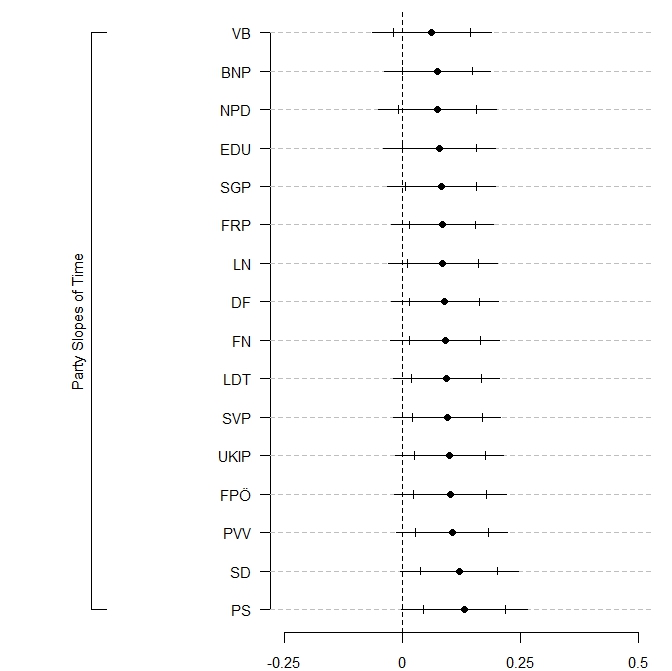 VB
BNP
NPD
EDU
SGP
FRP
LN
DF
FN
LDT
SVP
UKIP
FPÖ
PVV
SD
PS
Party Slopes of Time
-0.25 0 0.25 0.5